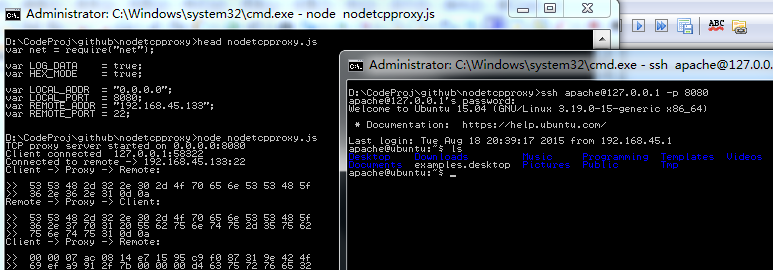 Administrator: C:\Windows\system32\cmd.exe - node  nodetcpproxy.js
D:\CodeProj\github\nodetcpproxy>head nodetcpproxy.js
var net = require("net");
var LOG_DATA    = true;
var HEX_MODE    = true;
var LOCAL_ADDR  = "0.0.0.0";
var LOCAL_PORT  = 8080;
var REMOTE_ADDR = "192.168.45.133";
var REMOTE_PORT = 22;
D:\CodeProj\github\nodetcpproxy>node nodetcpproxy.js
TCP proxy server started on 0.0.0.0:8080
Client connected  127.0.0.1:58322
Connected to remote -> 192.168.45.133:22
Client -> Proxy -> Remote:
>>  53 53 48 2d 32 2e 30 2d 4f 70 65 6e 53 53 48 5f
>>  36 2e 36 2e 31 0d 0a
Remote -> Proxy -> Client:
>>  53 53 48 2d 32 2e 30 2d 4f 70 65 6e 53 53 48 5f
>>  36 2e 37 70 31 20 55 62 75 6e 74 75 2d 35 75 62
>>  75 6e 74 75 31 0d 0a
Client -> Proxy -> Remote:
>>  00 00 07 ac 08 14 e7 15 95 c9 f0 87 31 9e 42 4f
>>  69 ef a9 91 2f 7b 00 00 00 d4 63 75 72 76 65 32
ABC
Administrator: C:\Windows\system32\cmd.exe - ssh  apache@127.0.0.
D:\CodeProj\github\nodetcpproxy>ssh apache@127.0.0.1 -p 8080
apache@127.0.0.1's password:
Welcome to Ubuntu 15.04 (GNU/Linux 3.19.0-15-generic x86_64)
* Documentation:  https://help.ubuntu.com/
Last login: Tue Aug 18 20:39:17 2015 from 192.168.45.1
apache@ubuntu:~$ ls
Desktop    Downloads         Music     Programming  Templates  Videos
Documents  examples.desktop  Pictures  Public       Tmp
apache@ubuntu:~$ _